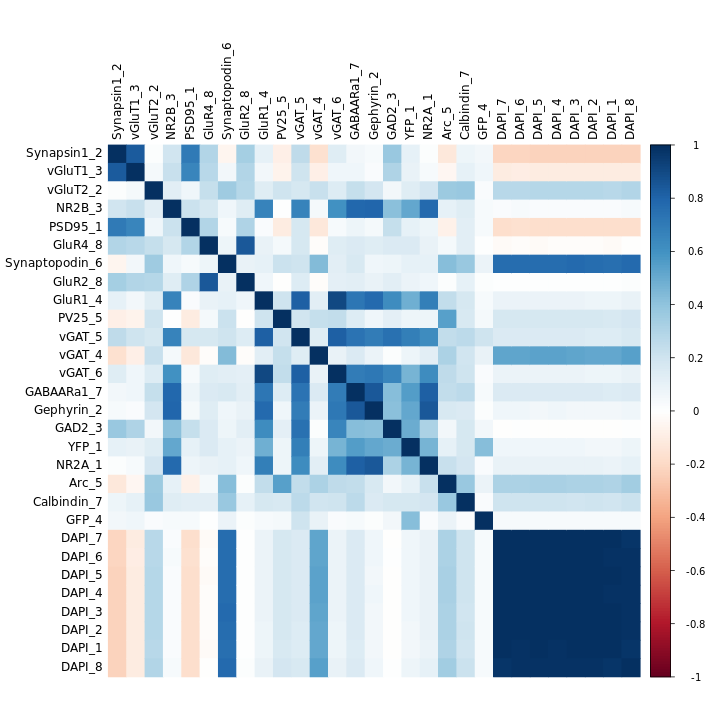 Synapsin1_2
vGluT1_3
vGluT2_2
NR2B_3
PSD95_1
GluR4_8
Synaptopodin_6
GluR2_8
GluR1_4
PV25_5
vGAT_5
vGAT_4
vGAT_6
GABAARa1_7
Gephyrin_2
GAD2_3
YFP_1
NR2A_1
Arc_5
Calbindin_7
GFP_4
DAPI_7
DAPI_6
DAPI_5
DAPI_4
DAPI_3
DAPI_2
DAPI_1
DAPI_8
Synapsin1_2
vGluT1_3
vGluT2_2
NR2B_3
PSD95_1
GluR4_8
Synaptopodin_6
GluR2_8
GluR1_4
PV25_5
vGAT_5
vGAT_4
vGAT_6
GABAARa1_7
Gephyrin_2
GAD2_3
YFP_1
NR2A_1
Arc_5
Calbindin_7
GFP_4
DAPI_7
DAPI_6
DAPI_5
DAPI_4
DAPI_3
DAPI_2
DAPI_1
DAPI_8
1
0.8
0.6
0.4
0.2
0
-0.2
-0.4
-0.6
-0.8
-1